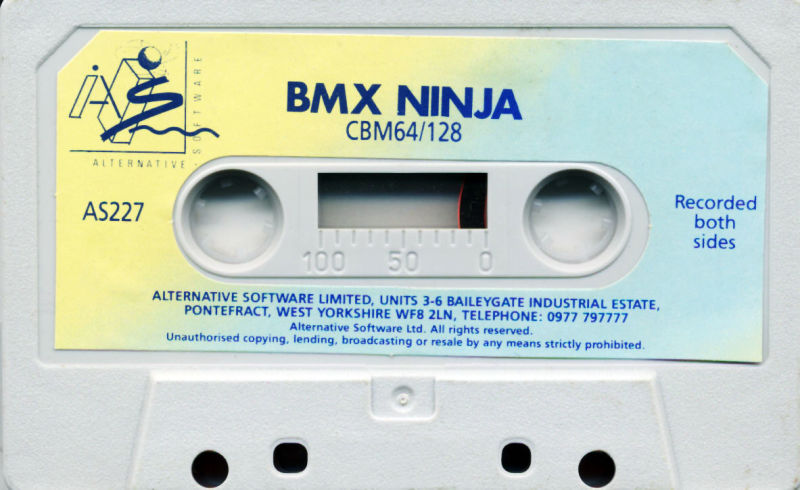 AS
SOFTWARE
ALTERNATIVE
BMX NINJA
CBM64/128
AS227
Recorded
both
sides
100 50 0
ALTERNATIVE SOFTWARE LIMITED, UNITS 3-6 BAILEYGATE INDUSTRIAL ESTATE,
PONTEFRACT, WEST YORKSHIRE WF8 2LN, TELEPHONE: 0977 797777
Alternative Software Ltd. All rights reserved.
Unauthorised copying, lending, broadcasting or resale by any means strictly prohibited.